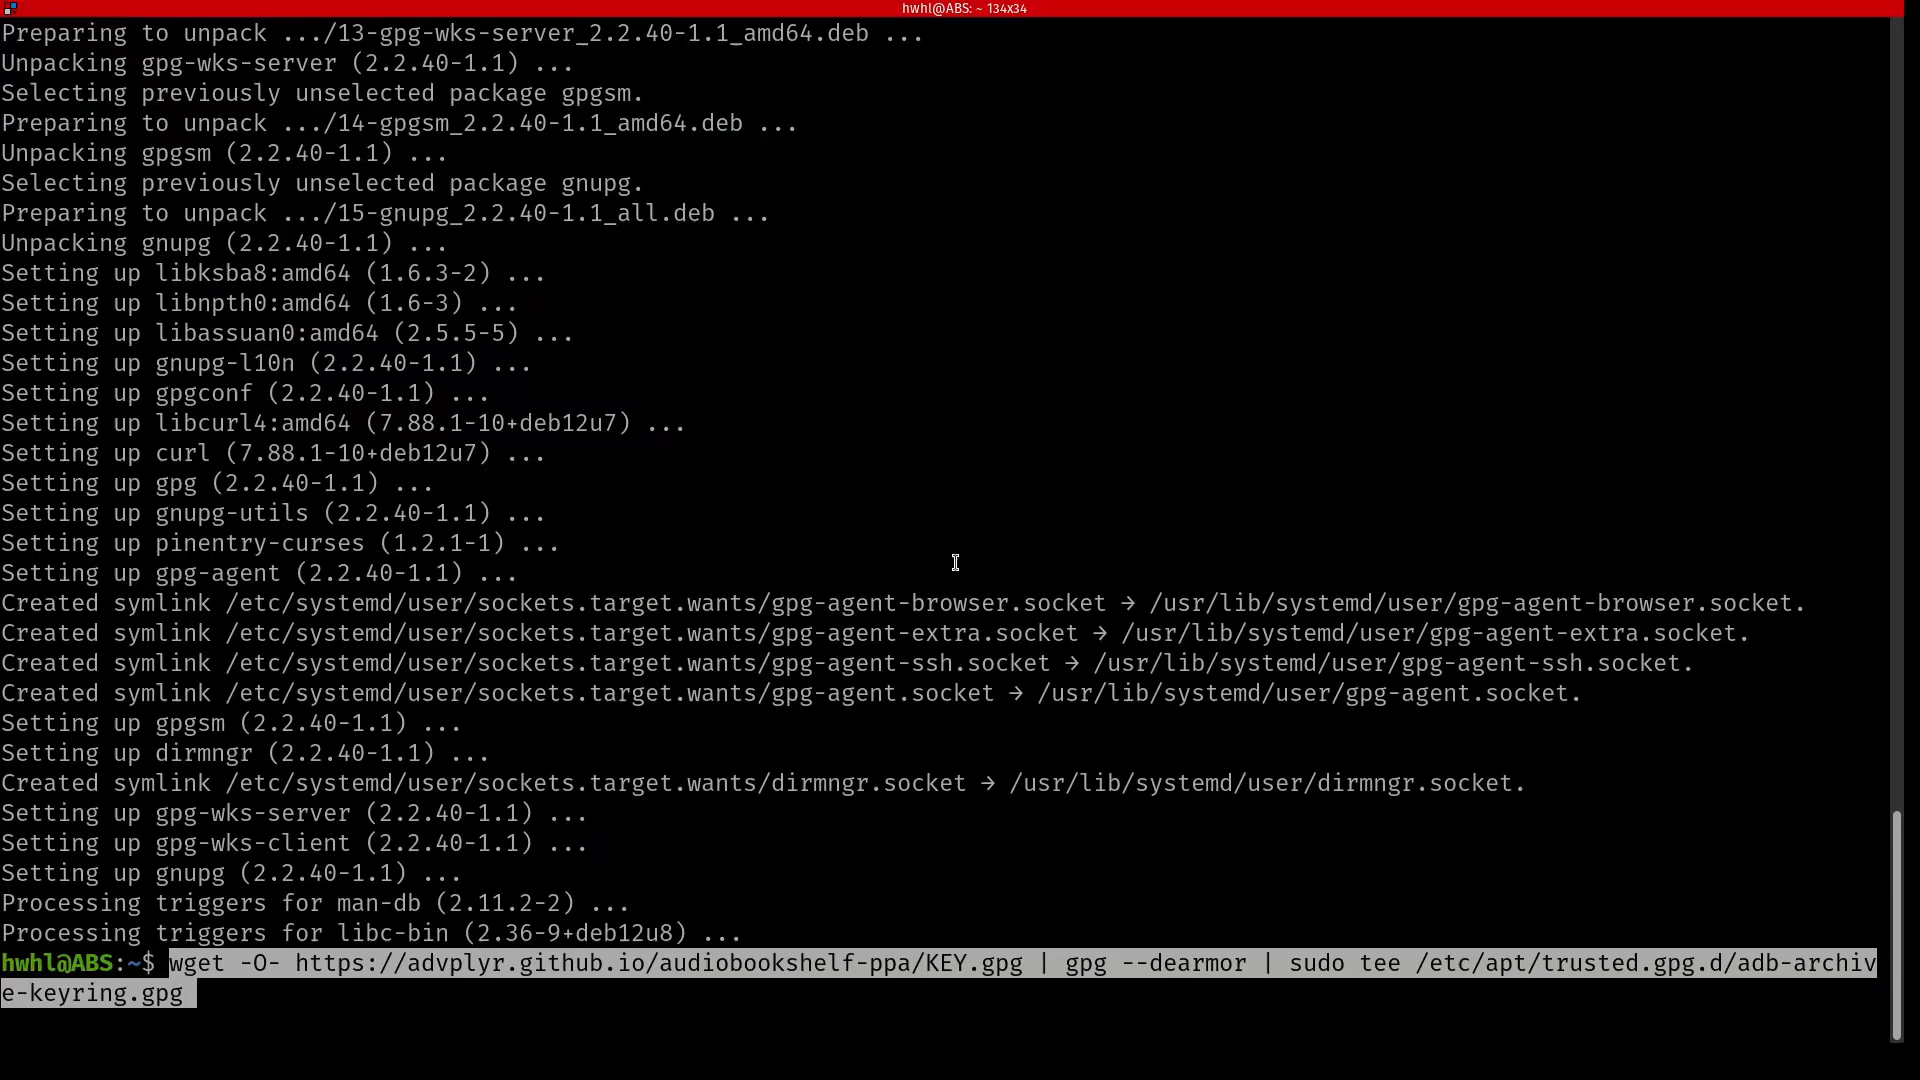 hwhl@ABS: ~ 134x34
Preparing to unpack .../13-gpg-wks-server_2.2.40-1.1_amd64.deb ...
Unpacking gpg-wks-server (2.2.40-1.1) ...
Selecting previously unselected package gpgsm.
Preparing to unpack .../14-gpgsm_2.2.40-1.1_amd64.deb ...
Unpacking gpgsm (2.2.40-1.1) ...
Selecting previously unselected package gnupg.
Preparing to unpack .../15-gnupg_2.2.40-1.1_all.deb ...
Unpacking gnupg (2.2.40-1.1) ...
Setting up libksba8:amd64 (1.6.3-2) ...
Setting up libnpth0:amd64 (1.6-3) ...
Setting up libassuan0:amd64 (2.5.5-5) ...
Setting up gnupg-l10n (2.2.40-1.1) ...
Setting up gpgconf (2.2.40-1.1) ...
Setting up libcurl4:amd64 (7.88.1-10+deb12u7) ...
Setting up curl (7.88.1-10+deb12u7) ...
Setting up gpg (2.2.40-1.1) ...
Setting up gnupg-utils (2.2.40-1.1) ...
Setting up pinentry-curses (1.2.1-1) ...
Setting up gpg-agent (2.2.40-1.1) ...
Created symlink /etc/systemd/user/sockets.target.wants/gpg-agent-browser.socket → /usr/lib/systemd/user/gpg-agent-browser.socket.
Created symlink /etc/systemd/user/sockets.target.wants/gpg-agent-extra.socket → /usr/lib/systemd/user/gpg-agent-extra.socket.
Created symlink /etc/systemd/user/sockets.target.wants/gpg-agent-ssh.socket → /usr/lib/systemd/user/gpg-agent-ssh.socket.
Created symlink /etc/systemd/user/sockets.target.wants/gpg-agent.socket → /usr/lib/systemd/user/gpg-agent.socket.
Setting up gpgsm (2.2.40-1.1) ...
Setting up dirmngr (2.2.40-1.1) ...
Created symlink /etc/systemd/user/sockets.target.wants/dirmngr.socket → /usr/lib/systemd/user/dirmngr.socket.
Setting up gpg-wks-server (2.2.40-1.1) ...
Setting up gpg-wks-client (2.2.40-1.1) ...
Setting up gnupg (2.2.40-1.1) ...
Processing triggers for man-db (2.11.2-2) ...
Processing triggers for libc-bin (2.36-9+deb12u8) ...
hwhl@ABS:~$ wget -O- https://advplyr.github.io/audiobookshelf-ppa/KEY.gpg | gpg --dearmor | sudo tee /etc/apt/trusted.gpg.d/adb-archiv
e-keyring.gpg